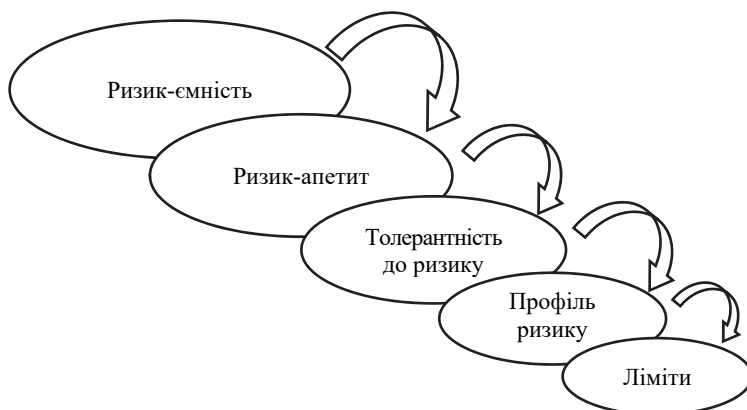 Ризик-ємність
Ризик-апетит
Толерантність
до ризику
Профіль
ризику
Ліміти